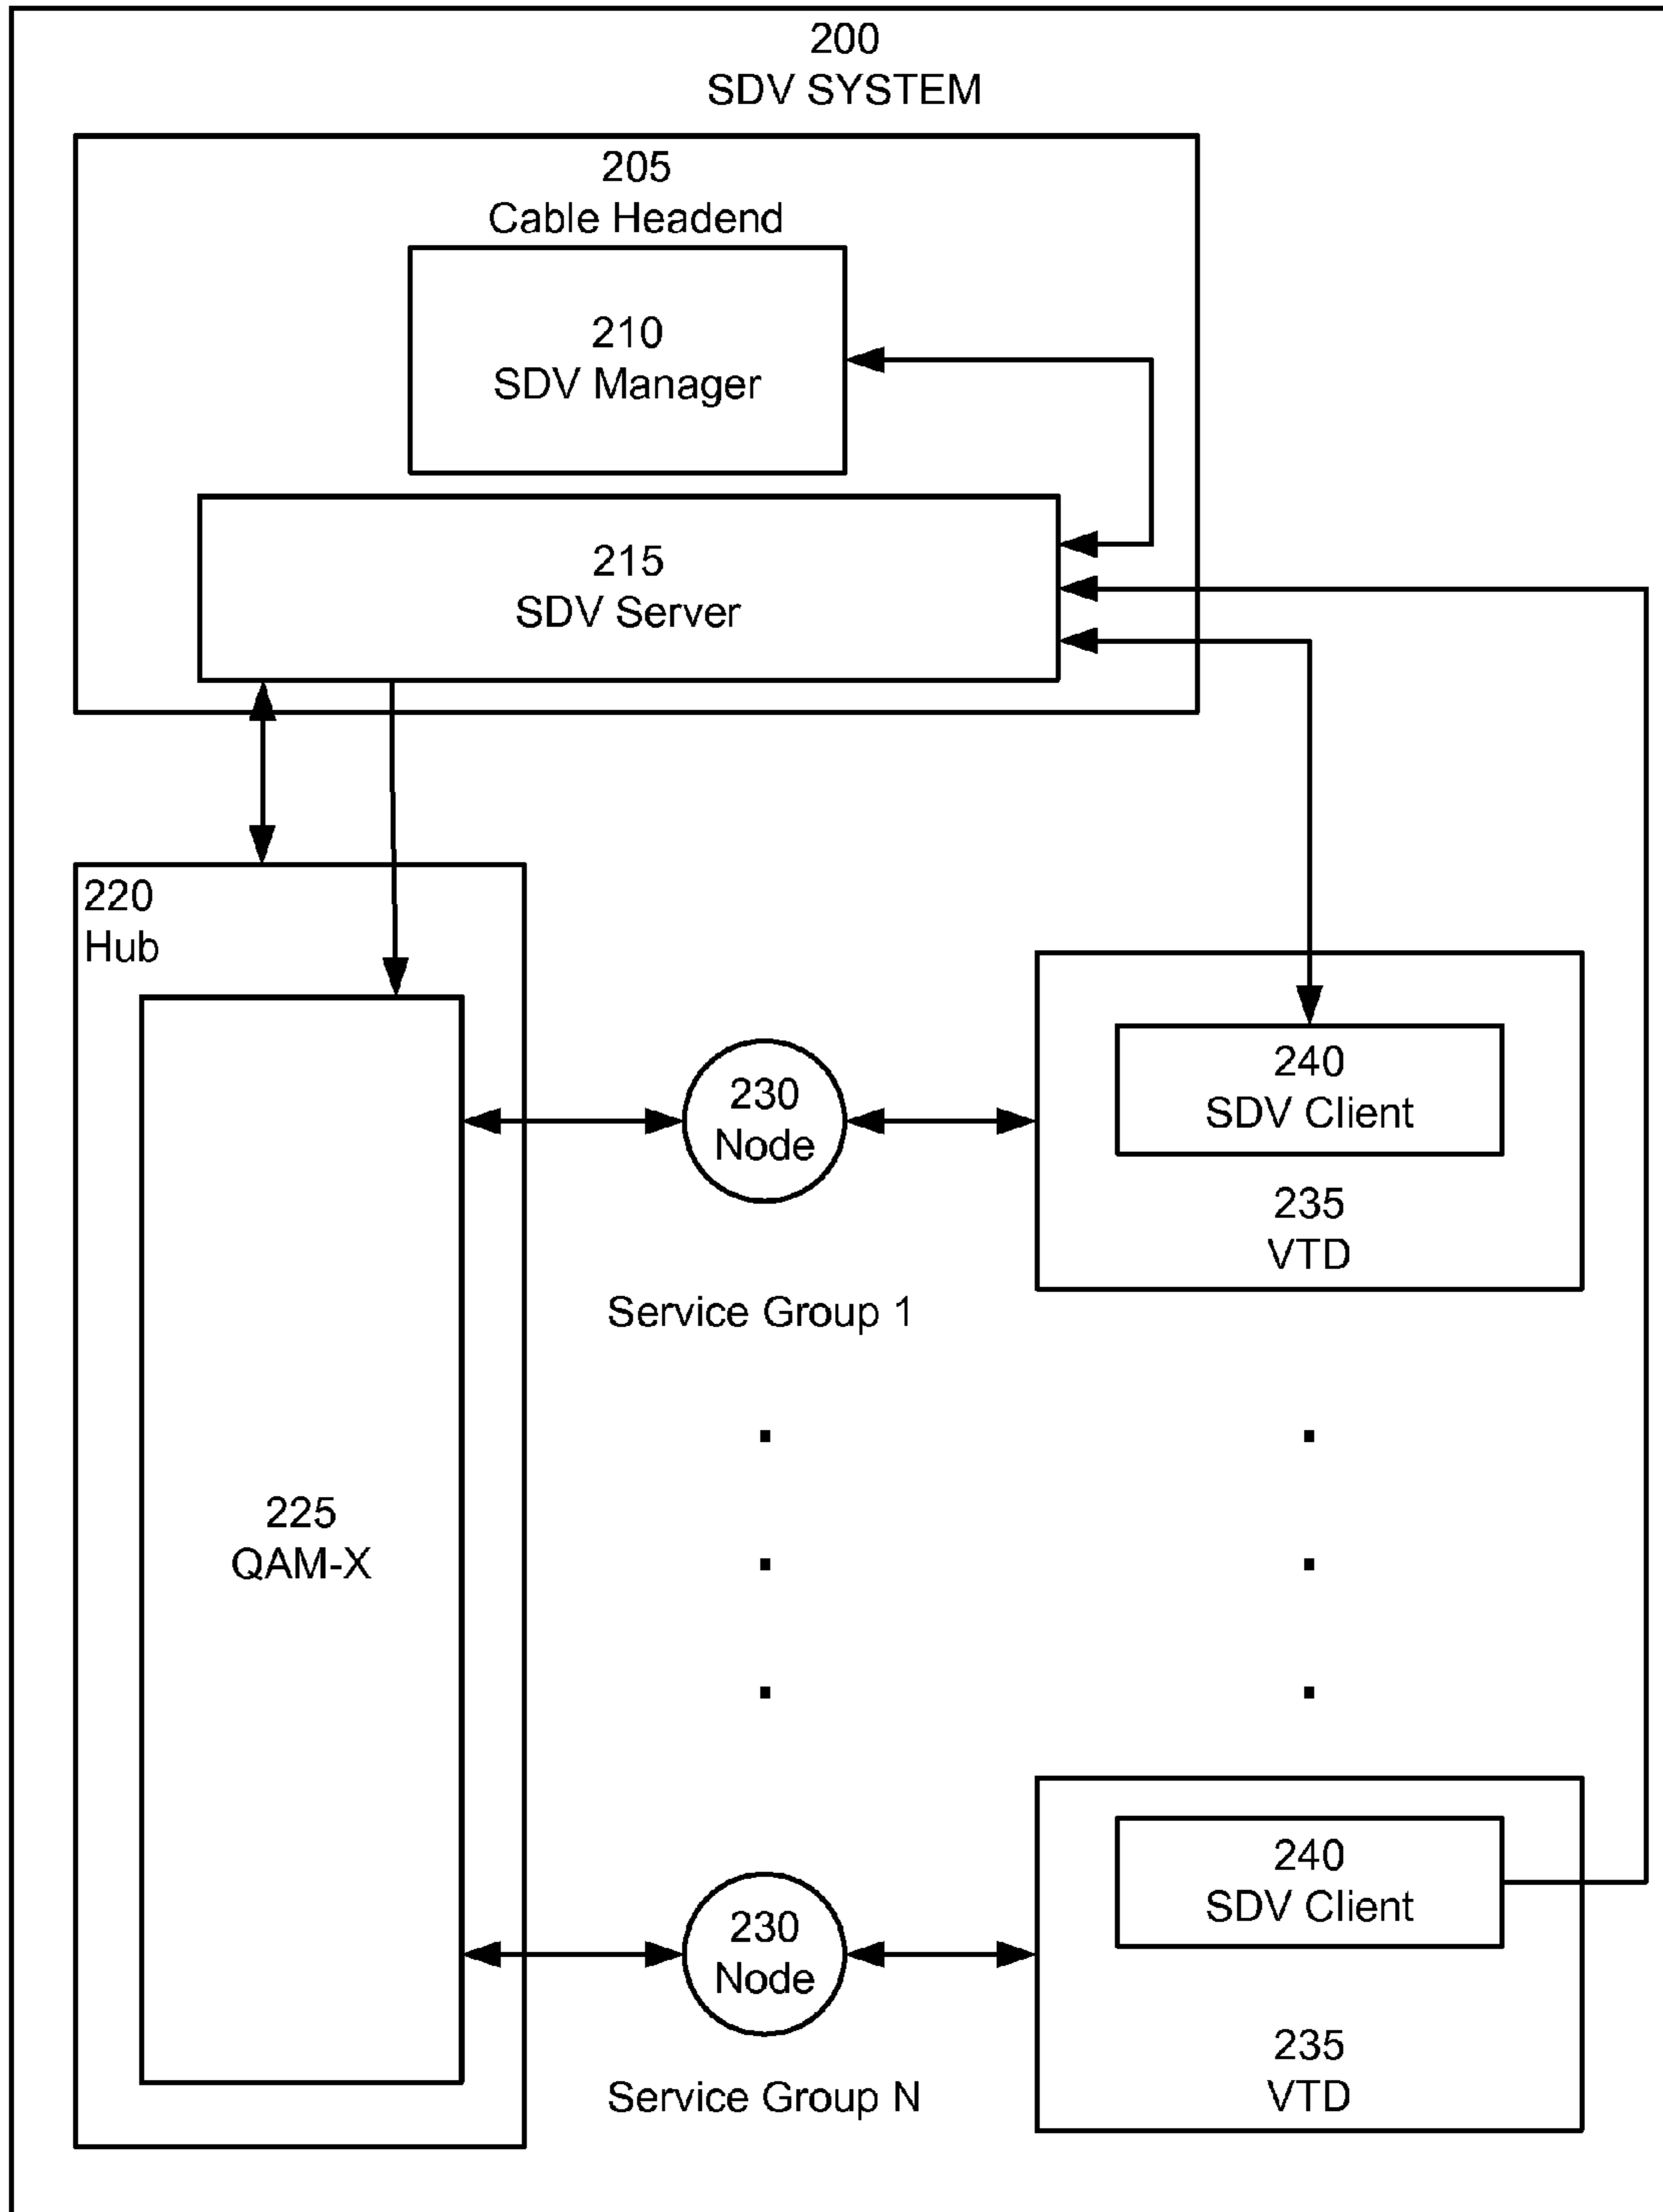 200
SDV SYSTEM
205
Cable Headend
210
SDV Manager
215
SDV Server
220
Hub
225
QAM-X
230
Node
240
SDV Client
235
VTD
Service Group 1
230
Node
240
SDV Client
235
VTD
Service Group N